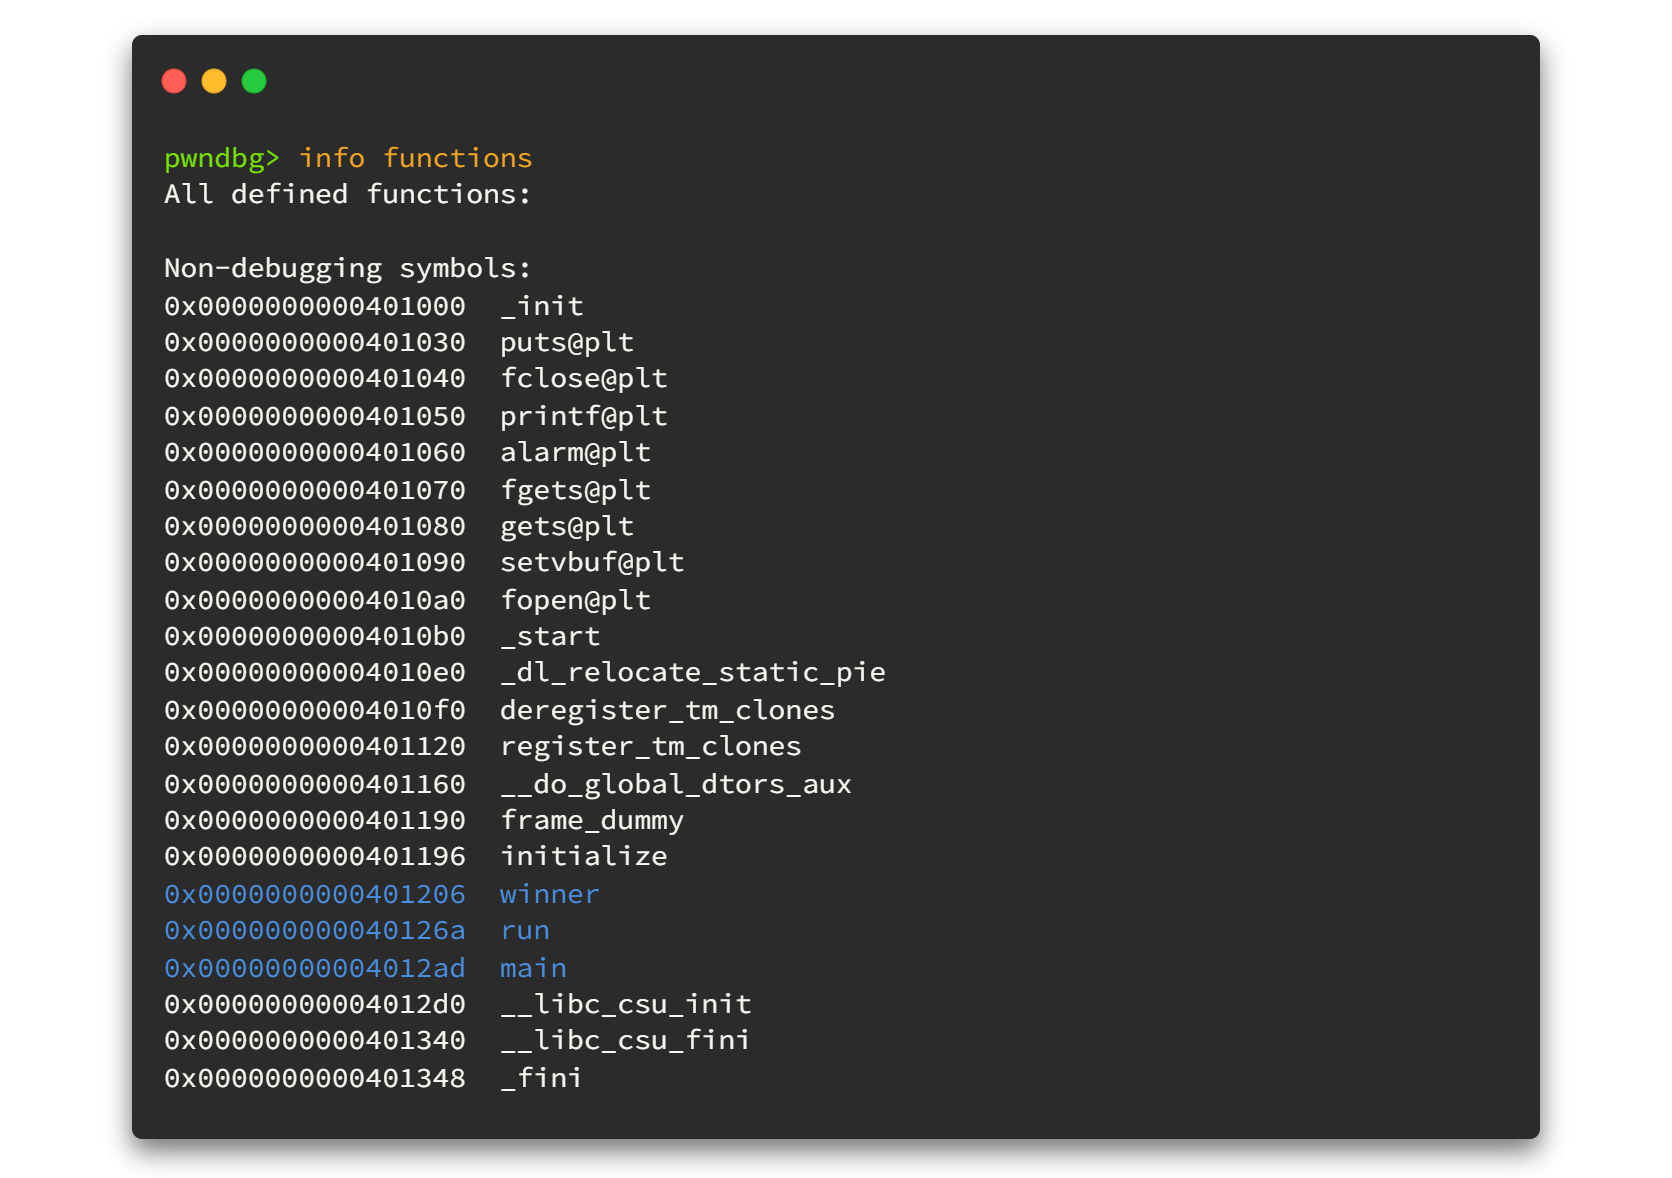 pwndbg> info functions
All defined functions:
Non-debugging symbols:
0x0000000000401000  _init
0x0000000000401030  puts@plt
0x0000000000401040  fclose@plt
0x0000000000401050  printf@plt
0x0000000000401060  alarm@plt
0x0000000000401070  fgets@plt
0x0000000000401080  gets@plt
0x0000000000401090  setvbuf@plt
0x00000000004010a0  fopen@plt
0x00000000004010b0  _start
0x00000000004010e0  _dl_relocate_static_pie
0x00000000004010f0  deregister_tm_clones
0x0000000000401120  register_tm_clones
0x0000000000401160  __do_global_dtors_aux
0x0000000000401190  frame_dummy
0x0000000000401196  initialize
0x0000000000401206  winner
0x000000000040126a  run
0x00000000004012ad  main
0x00000000004012d0  __libc_csu_init
0x0000000000401340  __libc_csu_fini
0x0000000000401348  _fini